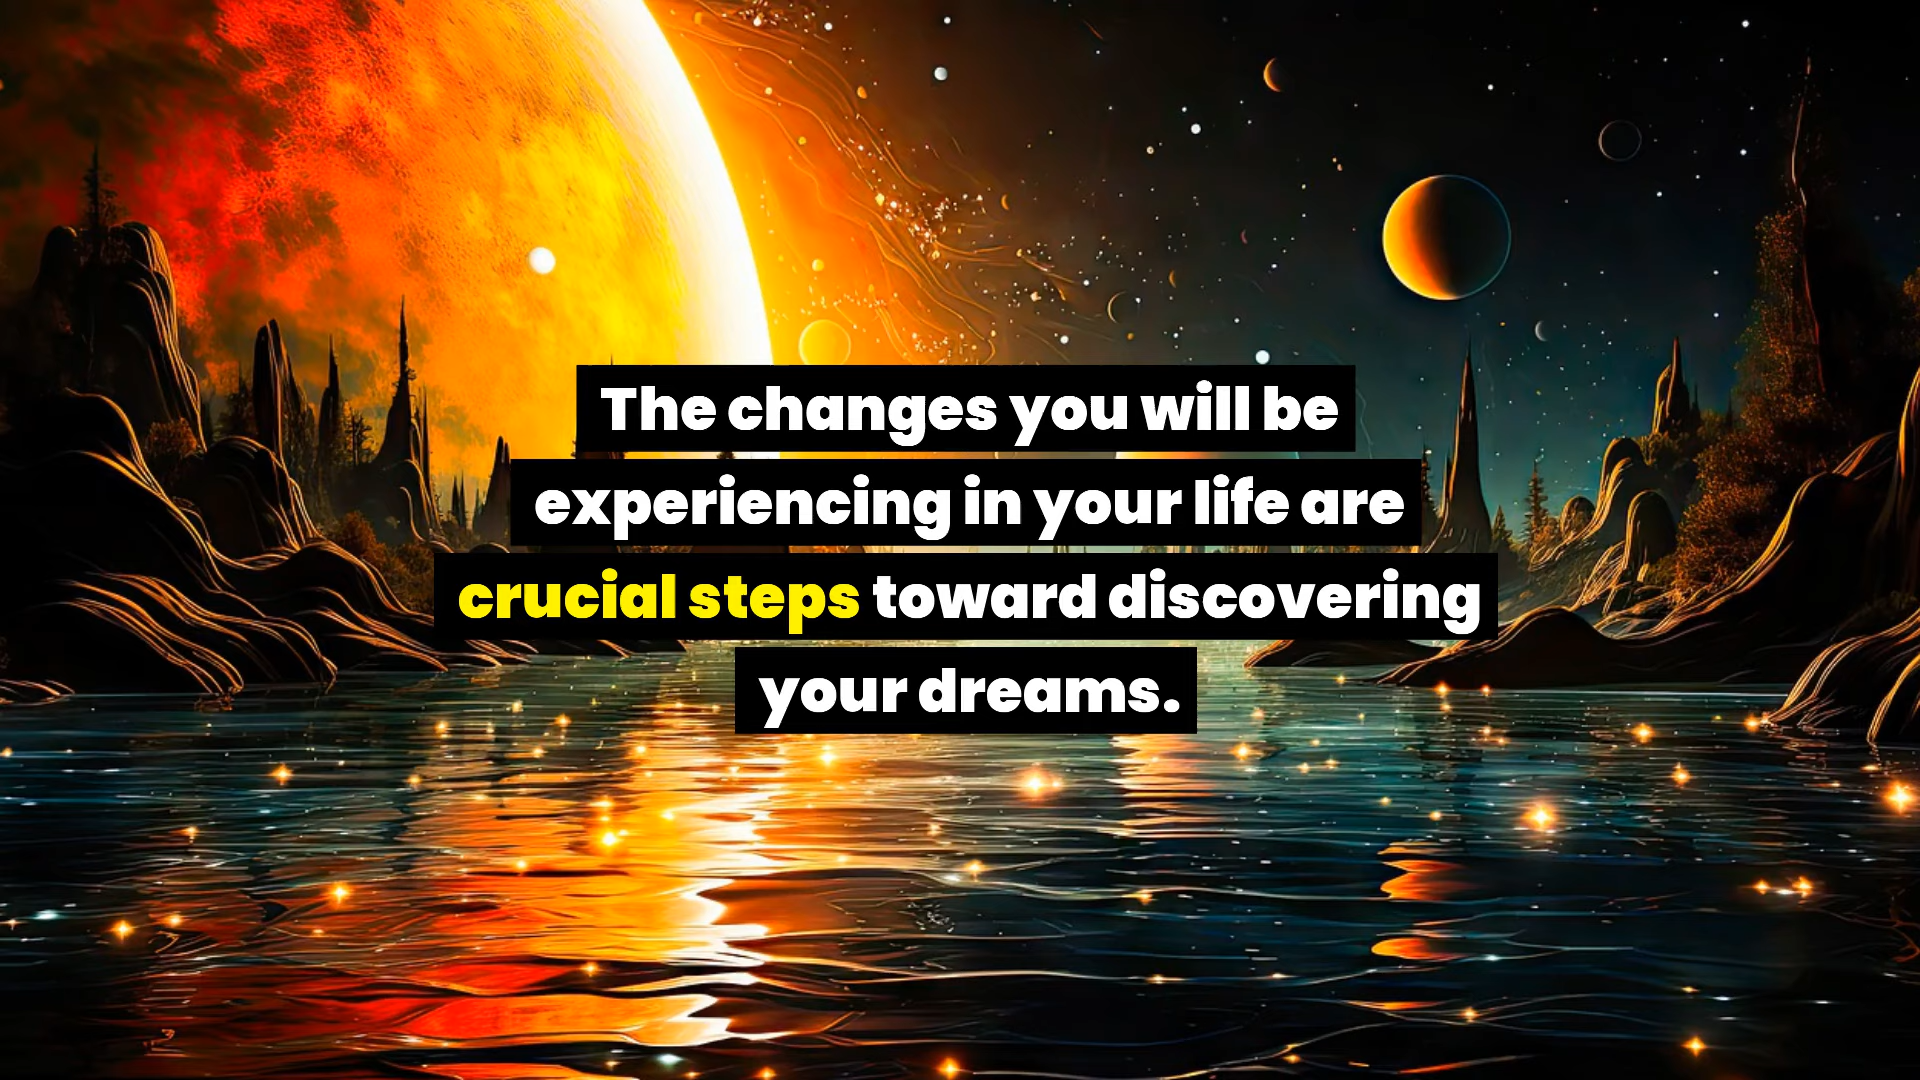 The changes you will be
experiencing in your life are
crucial steps toward discovering
your dreams.